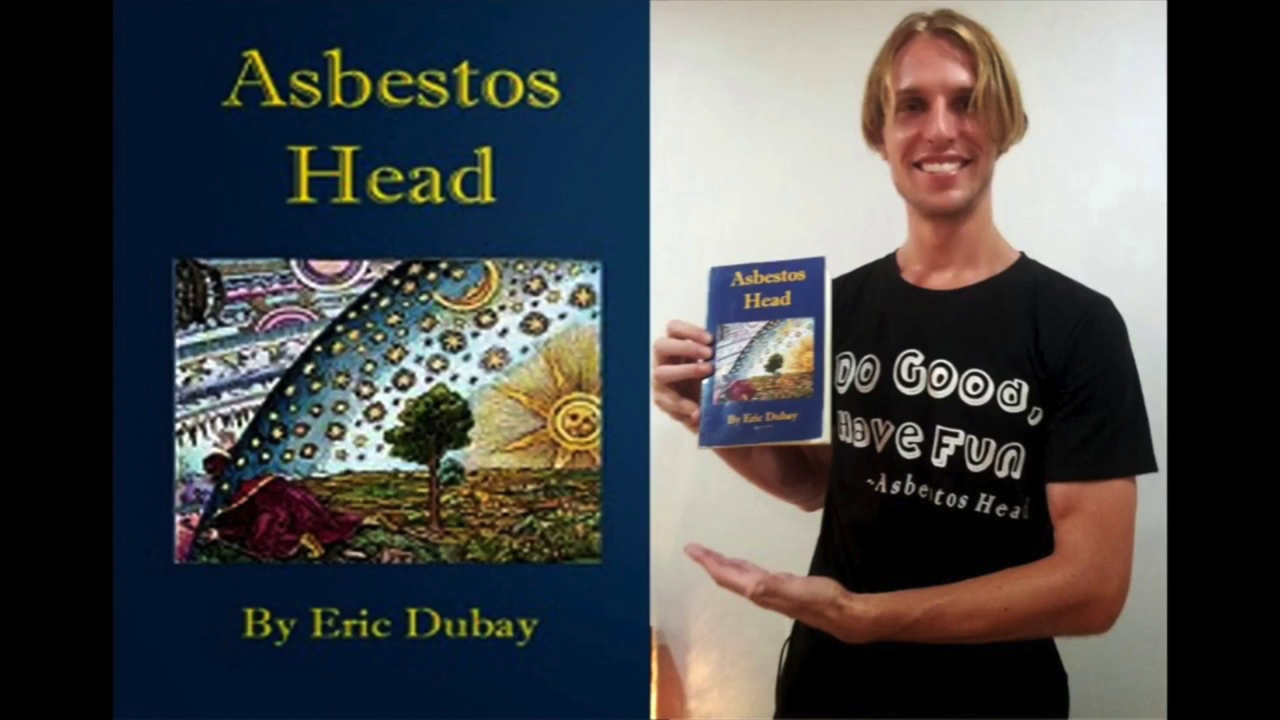 Asbestos
Head
By Eric Dubay
Asbestos
Head
By Eric Dubay
Do Good,
Have Fun
~Asbestos Head